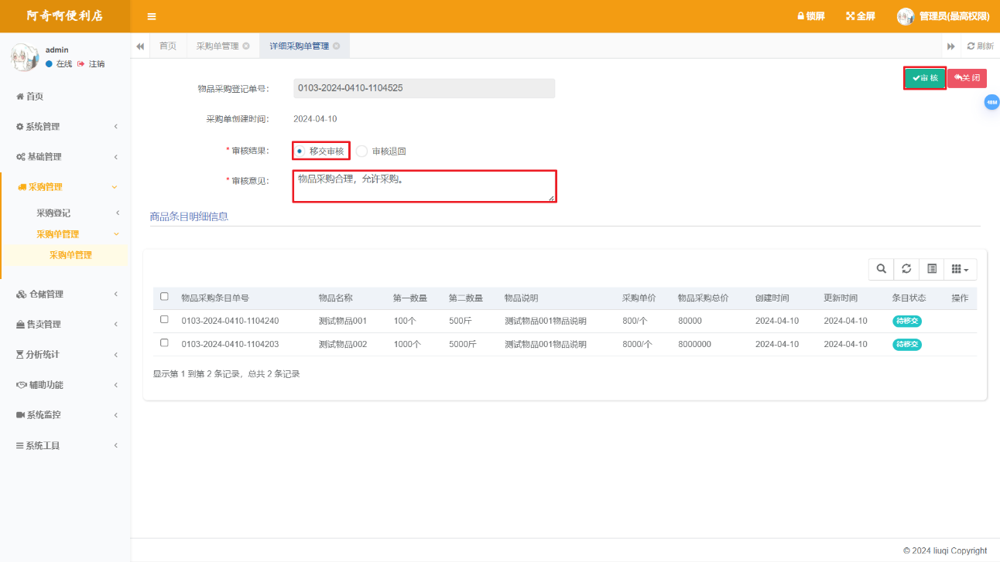 阿奇啊便利店
锁屏 全屏 管理员(最高权限)
admin
在线 注销
首页 采购单管理 详细采购单管理 刷新
首页
系统管理
基础管理
采购管理
采购登记
采购单管理
采购单管理
仓储管理
售卖管理
分析统计
辅助功能
系统监控
系统工具
审 核 关 闭
48M
物品采购登记单号： 0103-2024-0410-1104525
采购单创建时间： 2024-04-10
* 审核结果： 移交审核 审核退回
* 审核意见： 物品采购合理，允许采购。
商品条目明细信息
物品采购条目单号 物品名称 第一数量 第二数量 物品说明 采购单价 物品采购总价 创建时间 更新时间 条目状态 操作
0103-2024-0410-1104240 测试物品001 100个 500斤 测试物品001物品说明 800/个 80000 2024-04-10 2024-04-10 待移交
0103-2024-0410-1104203 测试物品002 1000个 5000斤 测试物品001物品说明 8000/个 8000000 2024-04-10 2024-04-10 待移交
显示第 1 到第 2 条记录，总共 2 条记录
© 2024 liuqi Copyright